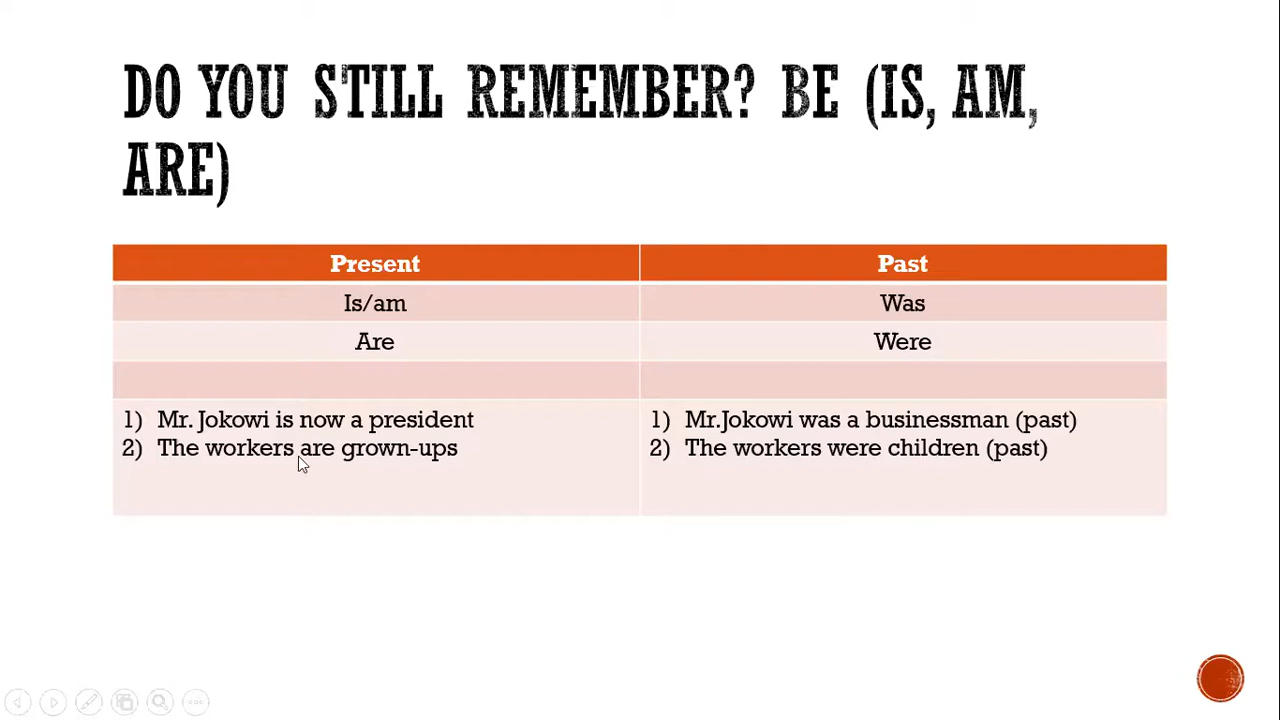 DO YOU STILL REMEMBER? BE (IS, AM,
ARE)
Present
Past
Is/am
Was
Are
Were
1) Mr. Jokowi is now a president
2) The workers are grown-ups
1) Mr.Jokowi was a businessman (past)
2) The workers were children (past)